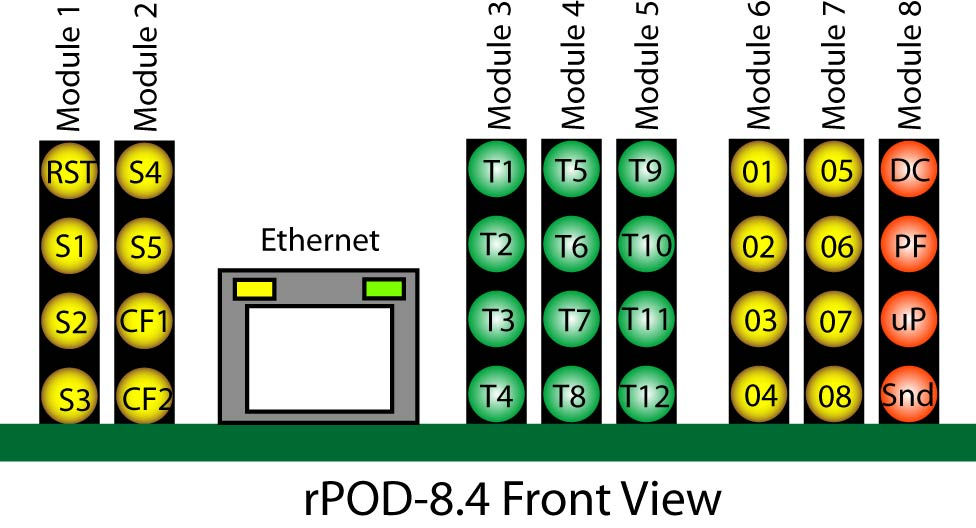 Module 1
Module 2
Module 3
Module 4
Module 5
Module 6
Module 7
Module 8
RST S4 T1 T5 T9 01 05 DC
S1 S5 T2 T6 T10 02 06 PF
Ethernet
S2 CF1 T3 T7 T11 03 07 uP
S3 CF2 T4 T8 T12 04 08 Snd
rPOD-8.4 Front View